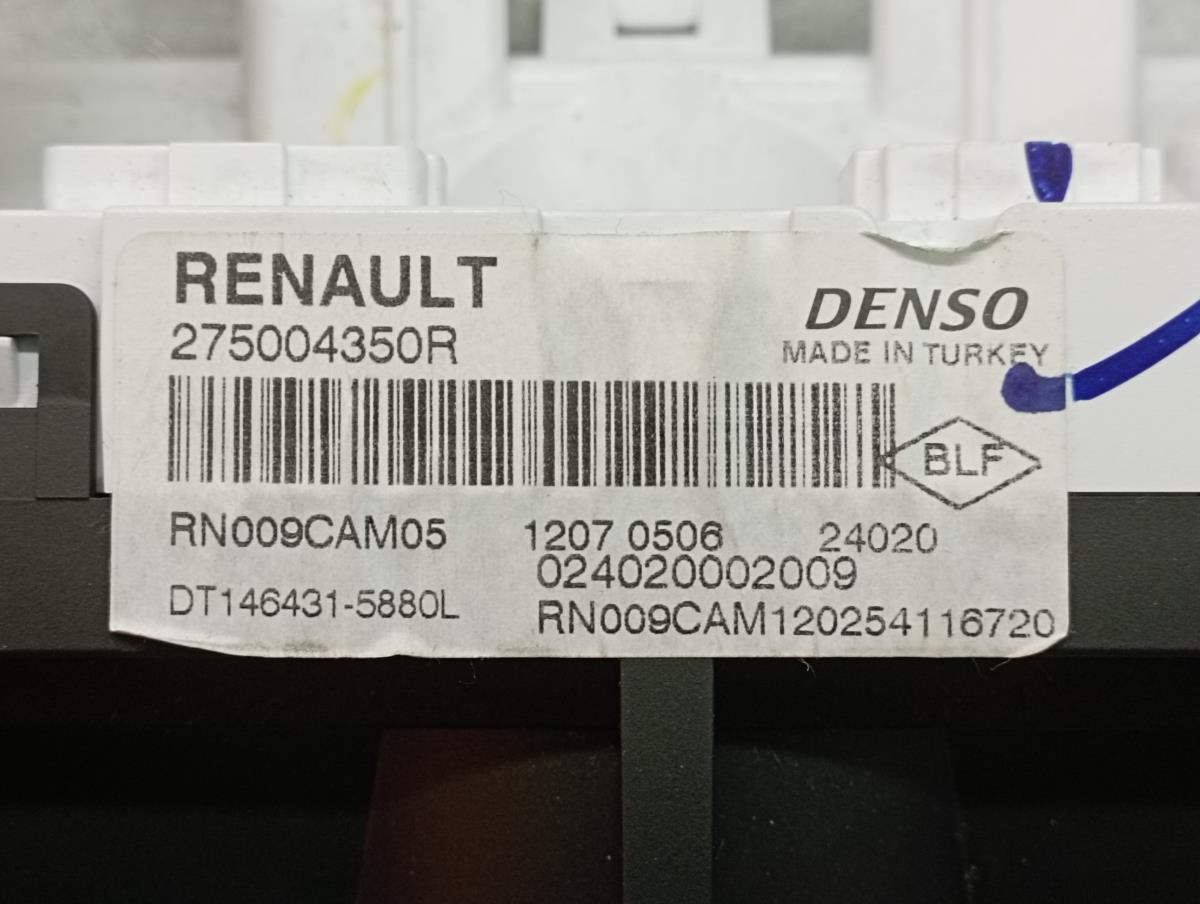 RENAULT
275004350R
DENSO
MADE IN TURKEY
BLF
RN009CAM05 1207 0506 24020
024020002009
DT146431-5880L
RN009CAM120254116720